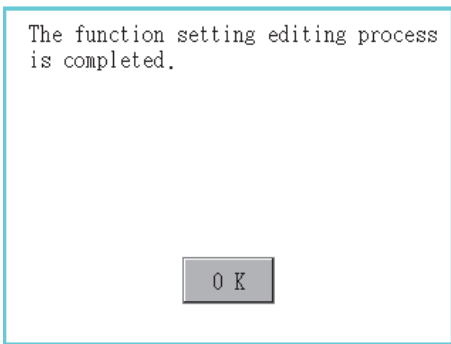 The function setting editing process
is completed.
O K